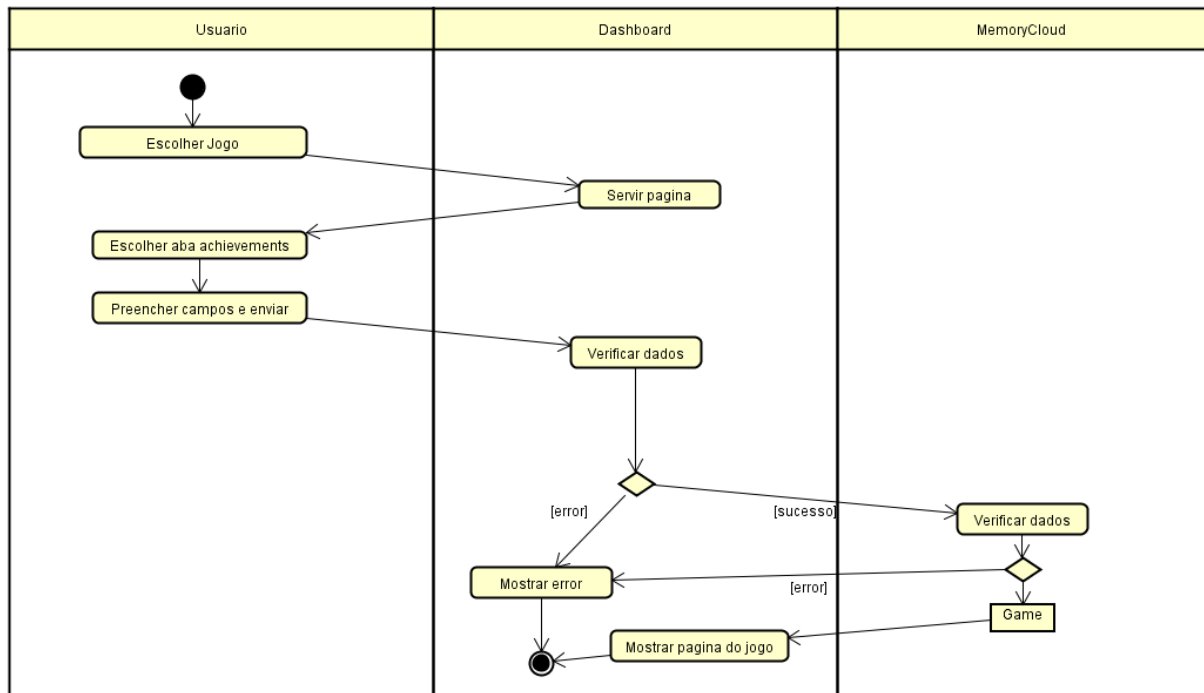 Usuario
Dashboard
MemoryCloud
Escolher Jogo
Servir pagina
Escolher aba achievements
Preencher campos e enviar
Verificar dados
[error]
[sucesso]
Verificar dados
Mostrar error
[error]
Game
Mostrar pagina do jogo